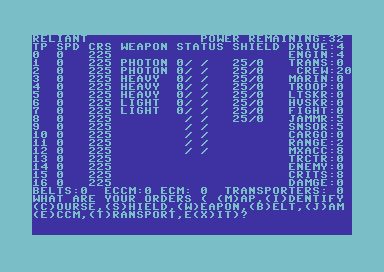 RELIANT POWER REMAINING:32
TP SPD CRS WEAPON STATUS SHIELD DRIVE:4
0 0 225 ENGIN:4
1 0 225 PHOTON 0/ / 25/0 TRANS:0
2 0 225 PHOTON 0/ / 25/0 CREW:20
3 0 225 HEAVY 0/ / 25/0 MARIN:0
4 0 225 HEAVY 0/ / 25/0 TROOP:0
5 0 225 HEAVY 0/ / 25/0 LTSKR:0
6 0 225 LIGHT 0/ / 25/0 HVSKR:0
7 0 225 LIGHT 0/ / 25/0 FIGHT:0
8 0 225 / / 25/0 JAMMR:5
9 0 225 / / SNSOR:5
10 0 225 / / CARGO:0
11 0 225 / / RANGE:2
12 0 225 / / MXACC:6
13 0 225 TRCTR:0
14 0 225 ENEMY:0
15 0 225 CRITS:8
16 0 225 DAMGE:0
BELTS:0 ECCM:0 ECM: 0 TRANSPORTERS: 0
WHAT ARE YOUR ORDERS ( (M)AP,(I)DENTIFY
(C)OURSE,(S)HIELD,(W)EAPON,(B)ELT,(J)AM
(E)CCM,(T)RANSPORT,E(X)IT)?